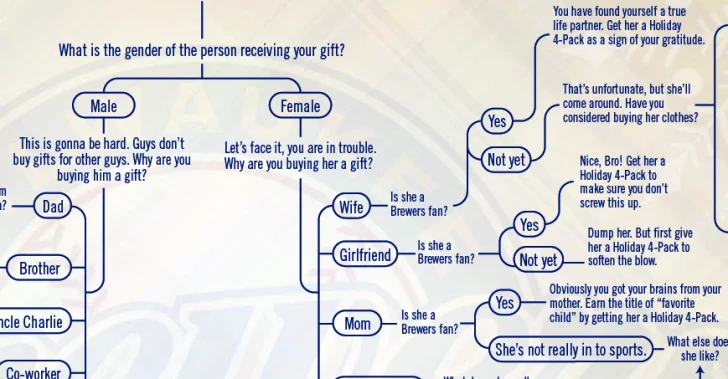 You have found yourself a true
life partner. Get her a Holiday
4-Pack as a sign of your gratitude.
What is the gender of the person receiving your gift?
Male
Female
That's unfortunate, but she'll
come around. Have you
considered buying her clothes?
Yes
Not yet
This is gonna be hard. Guys don't
buy gifts for other guys. Why are you
buying him a gift?
Let's face it, you are in trouble.
Why are you buying her a gift?
Nice, Bro! Get her a
Holiday 4-Pack to
make sure you don't
screw this up.
Dad
Wife
Is she a
Brewers fan?
Yes
Not yet
Dump her. But first give
her a Holiday 4-Pack to
soften the blow.
Brother
Girlfriend
Is she a
Brewers fan?
Obviously you got your brains from your
mother. Earn the title of "favorite
child" by getting her a Holiday 4-Pack.
Charlie
Mom
Is she a
Brewers fan?
Yes
She's not really in to sports.
What else
she like?
Co-worker